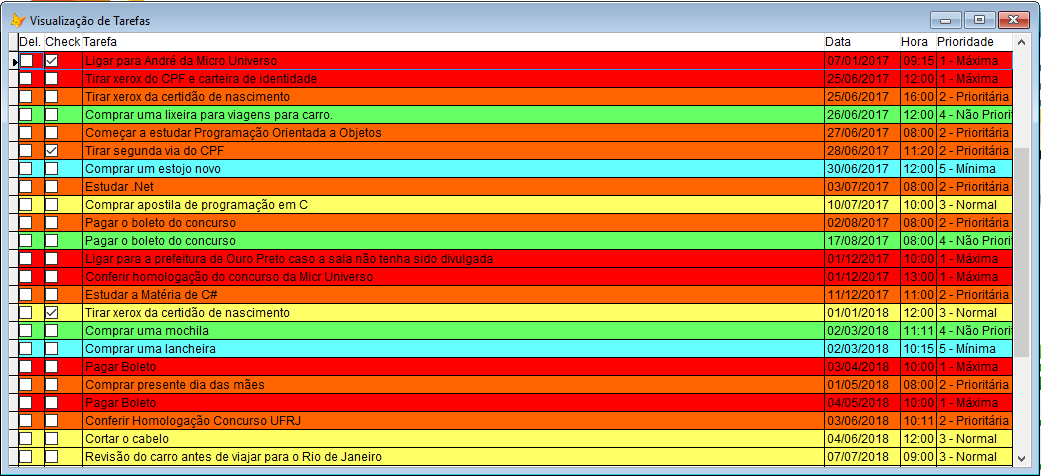 Visualização de Tarefas
Del. Check Tarefa Data Hora Prioridade
Ligar para André da Micro Universo 07/01/2017 09:15 1 - Máxima
Tirar xerox do CPF e carteira de identidade 25/06/2017 12:00 1 - Máxima
Tirar xerox da certidão de nascimento 25/06/2017 16:00 2 - Prioritária
Comprar uma lixeira para viagens para carro. 26/06/2017 12:00 4 - Não Priorit
Começar a estudar Programação Orientada a Objetos 27/06/2017 08:00 2 - Prioritária
Tirar segunda via do CPF 28/06/2017 11:20 2 - Prioritária
Comprar um estojo novo 30/06/2017 12:00 5 - Mínima
Estudar .Net 03/07/2017 08:00 2 - Prioritária
Comprar apostila de programação em C 10/07/2017 10:00 3 - Normal
Pagar o boleto do concurso 02/08/2017 08:00 2 - Prioritária
Pagar o boleto do concurso 17/08/2017 08:00 4 - Não Priorit
Ligar para a prefeitura de Ouro Preto caso a sala não tenha sido divulgada 01/12/2017 10:00 1 - Máxima
Conferir homologação do concurso da Micr Universo 01/12/2017 13:00 1 - Máxima
Estudar a Matéria de C# 11/12/2017 11:00 2 - Prioritária
Tirar xerox da certidão de nascimento 01/01/2018 12:00 3 - Normal
Comprar uma mochila 02/03/2018 11:11 4 - Não Priorit
Comprar uma lancheira 02/03/2018 10:15 5 - Mínima
Pagar Boleto 03/04/2018 10:00 1 - Máxima
Comprar presente dia das mães 01/05/2018 08:00 2 - Prioritária
Pagar Boleto 04/05/2018 10:00 1 - Máxima
Conferir Homologação Concurso UFRJ 03/06/2018 10:11 2 - Prioritária
Cortar o cabelo 04/06/2018 12:00 3 - Normal
Revisão do carro antes de viajar para o Rio de Janeiro 07/07/2018 09:00 3 - Normal